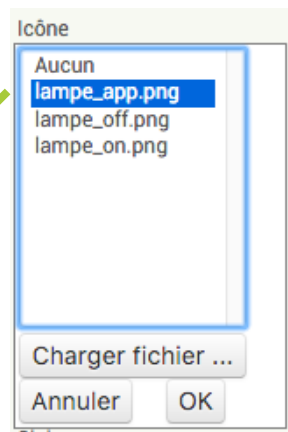 Icône
Aucun
lampe_app.png
lampe_off.png
lampe_on.png
Charger fichier ...
Annuler OK